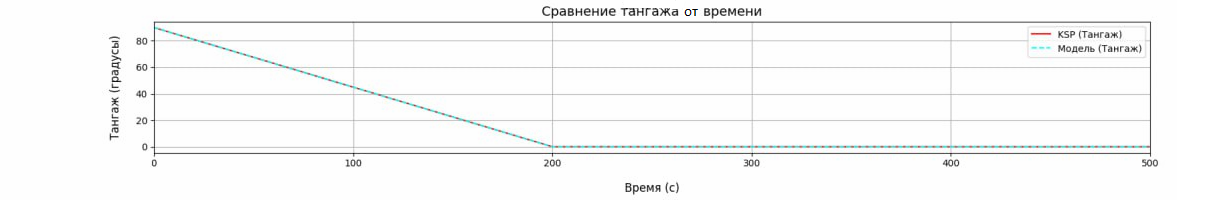 Сравнение тангажа от времени
KSP (Тангаж)
Модель (Тангаж)
Тангаж (градусы)
80
60
40
20
0
0 100 200 300 400 500
Время (с)